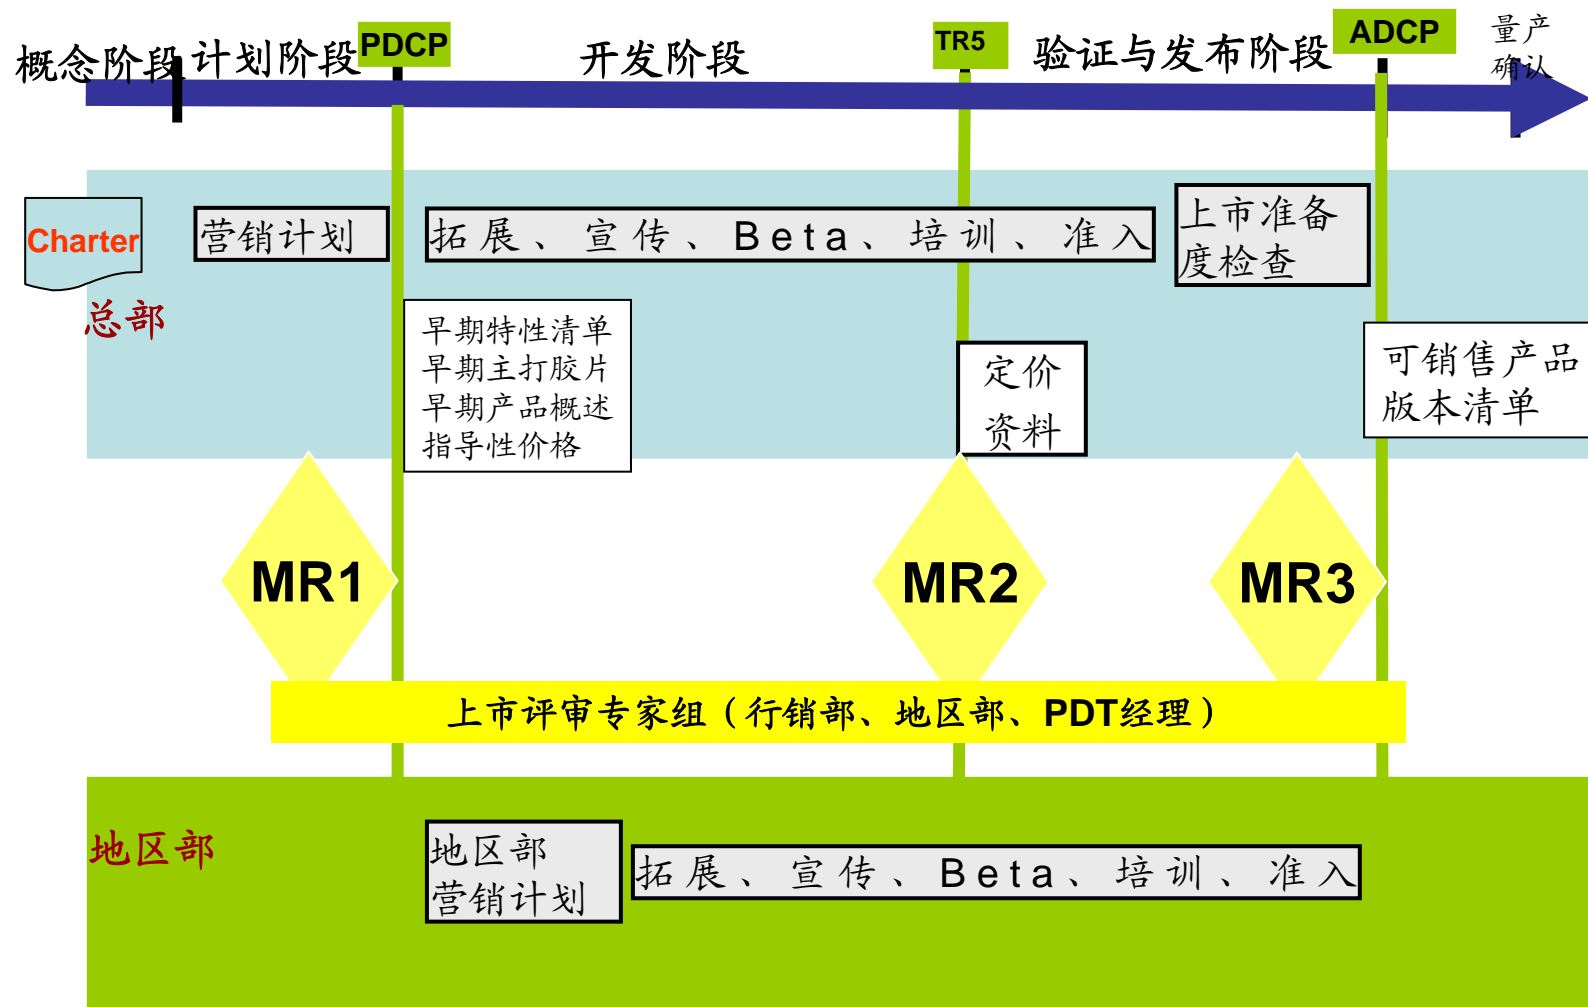 概念阶段
计划阶段
PDCP
开发阶段
TR5
验证与发布阶段
ADCP
量产
确认
Charter
营销计划
拓展、宣传、Beta、培训、准入
上市准备
度检查
总部
早期特性清单
早期主打胶片
早期产品概述
指导性价格
定价
资料
可销售产品
版本清单
MR1
MR2
MR3
上市评审专家组（行销部、地区部、PDT经理）
地区部
地区部
营销计划
拓展、宣传、Beta、培训、准入